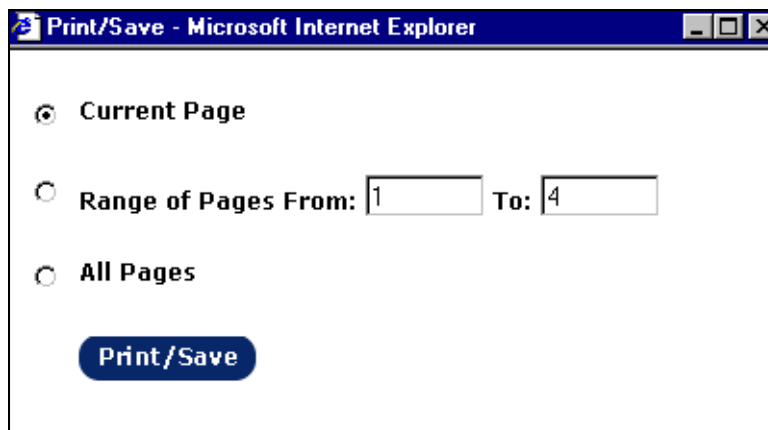 Print/Save - Microsoft Internet Explorer
Current Page
Range of Pages From: 1 To: 4
All Pages
Print/Save